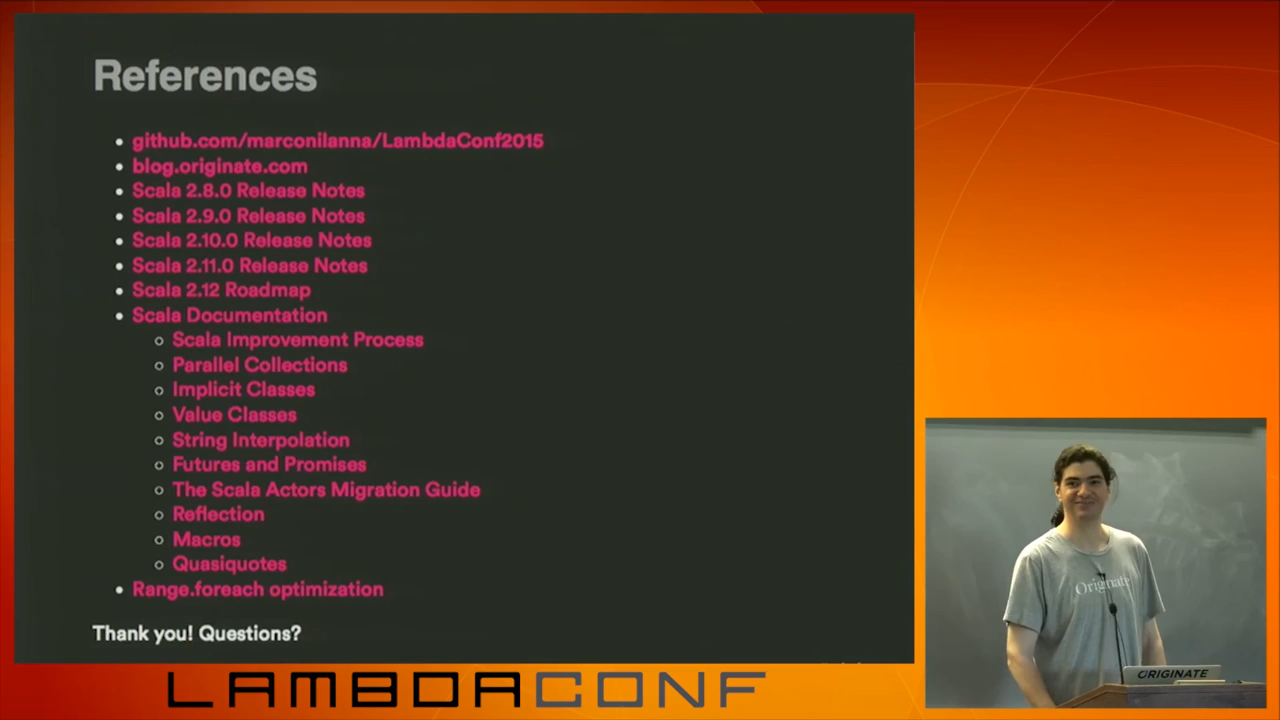 References
github.com/marconilanna/LambdaConf2015
blog.originate.com
Scala 2.8.0 Release Notes
Scala 2.9.0 Release Notes
Scala 2.10.0 Release Notes
Scala 2.11.0 Release Notes
Scala 2.12 Roadmap
Scala Documentation
Scala Improvement Process
Parallel Collections
Implicit Classes
Value Classes
String Interpolation
Futures and Promises
The Scala Actors Migration Guide
Reflection
Macros
Quasiquotes
Range.foreach optimization
Thank you! Questions?
Originate
ORIGINATE
LAMBDACONF